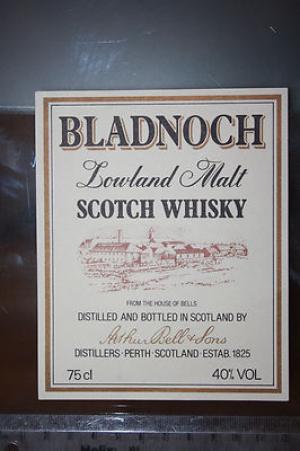 BLADNOCH
Lowland Malt
SCOTCH WHISKY
FROM THE HOUSE OF BELLS
DISTILLED AND BOTTLED IN SCOTLAND BY
Arthur Bell & Sons
DISTILLERS·PERTH·SCOTLAND·ESTAB. 1825
75 cl 40% VOL